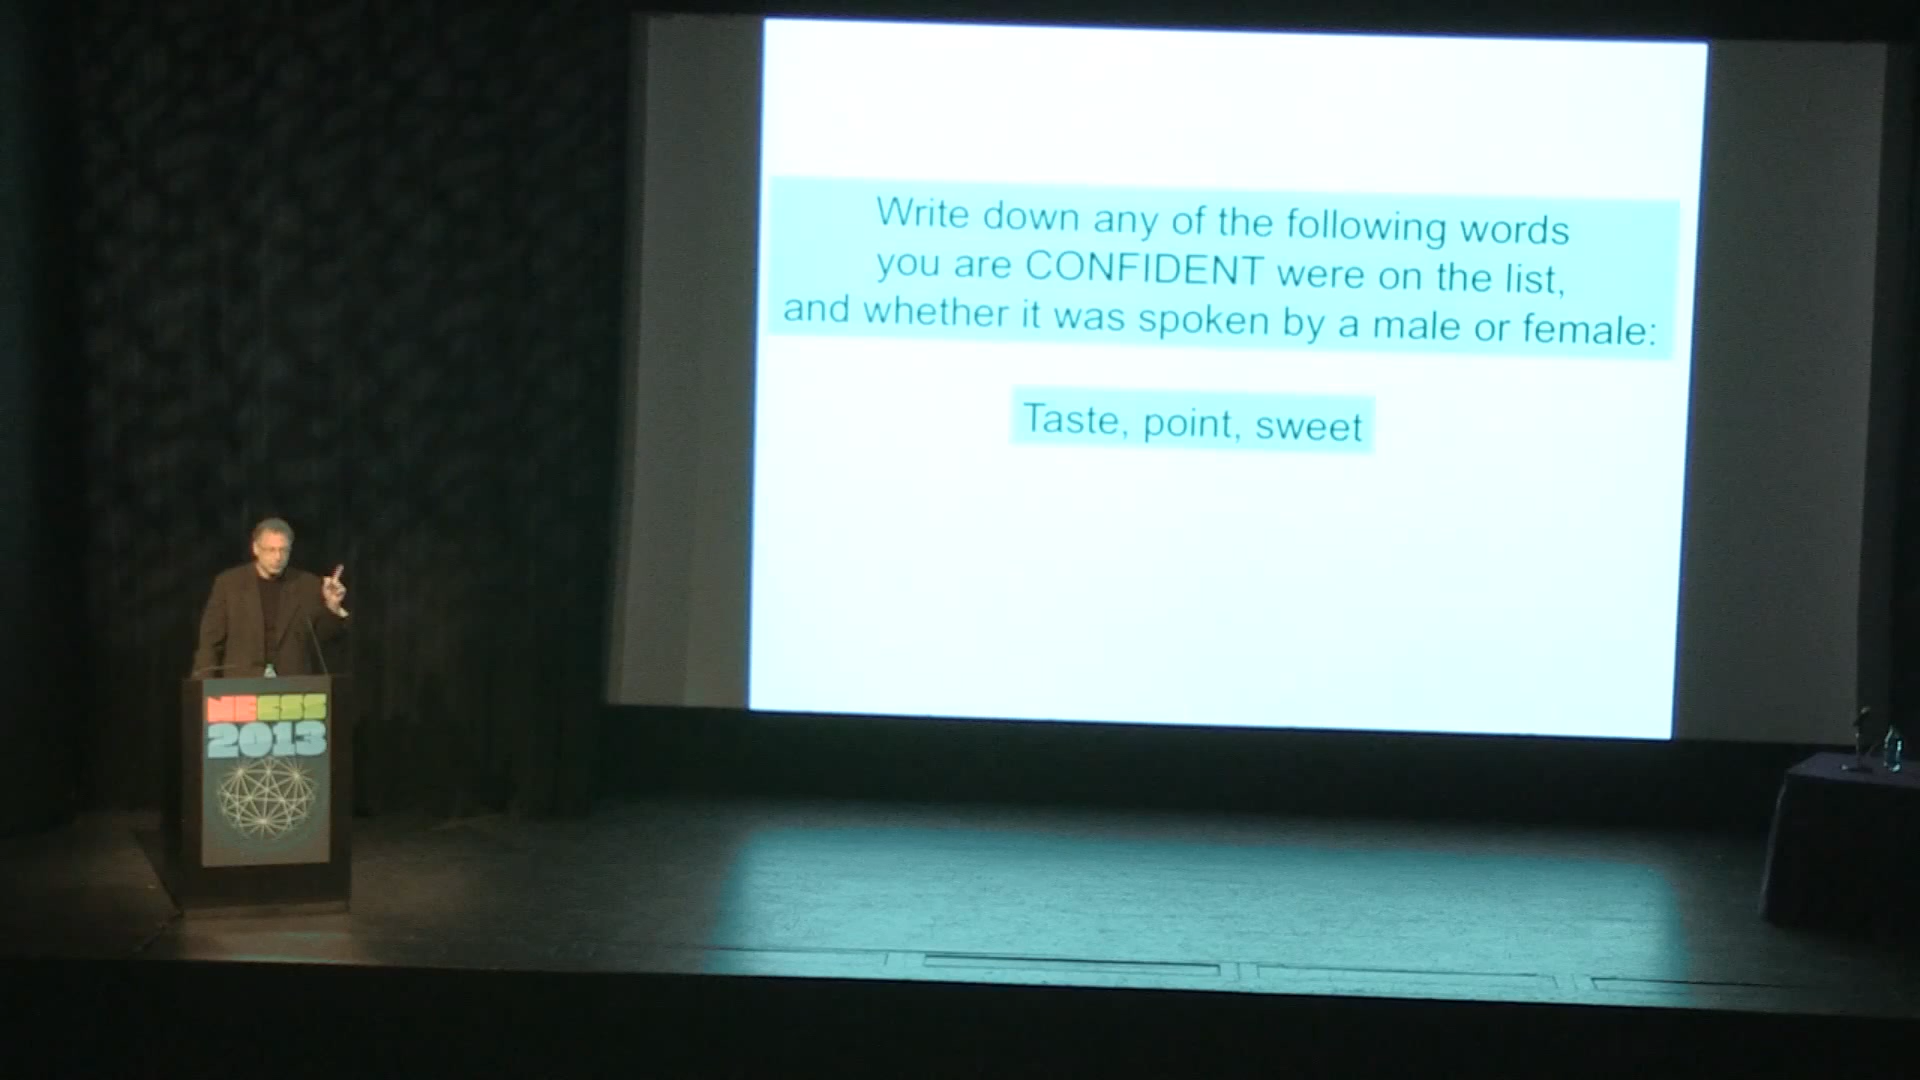 Write down any of the following words
you are CONFIDENT were on the list,
and whether it was spoken by a male or female:
Taste, point, sweet
NECSS
2013